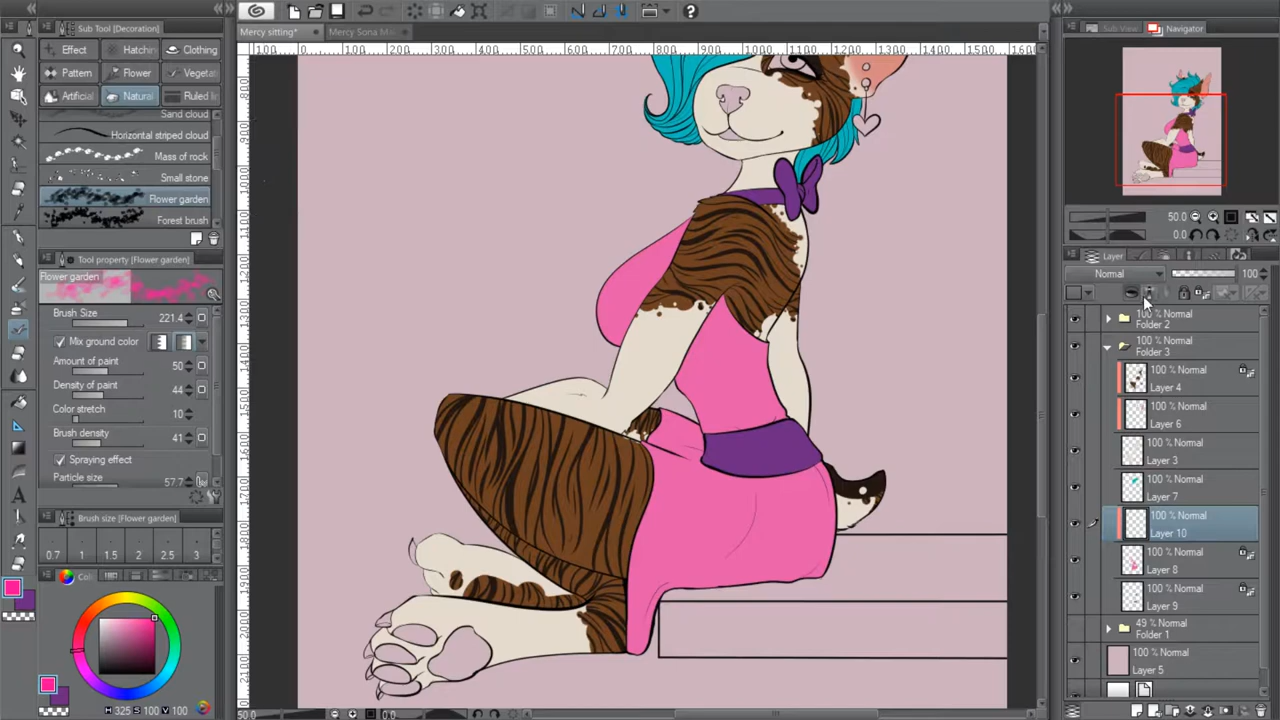 Sub Tool [Decoration]
Effect
Hatchin
Clothing
Pattern
Flower
Vegeta
Artificial
Natural
Ruled li
Sand cloud
Horizontal striped cloud
Mass of rock
Small stone
Flower garden
Forest brush
Tool property [Flower garden]
Flower garden
Brush Size 221.4
Mix ground color
Amount of paint 50
Density of paint 44
Color stretch 10
Brush density 41
Spraying effect
Particle size 57.7
Brush size [Flower garden]
0.7 1 1.5 2 2.5 3
H 325 S 100 V 100
Mercy sitting*
Mercy Sona M
100 300 400 500 600 700 800 900 1000 1100 1200 1300 1400 1500 1600
50.0
0.0
Sub View
Navigator
50.0
0.0
Layer
Normal 100
100 % Normal
Folder 2
100 % Normal
Folder 3
100 % Normal
Layer 4
100 % Normal
Layer 6
100 % Normal
Layer 3
100 % Normal
Layer 7
100 % Normal
Layer 10
100 % Normal
Layer 8
100 % Normal
Layer 9
49 % Normal
Folder 1
100 % Normal
Layer 5